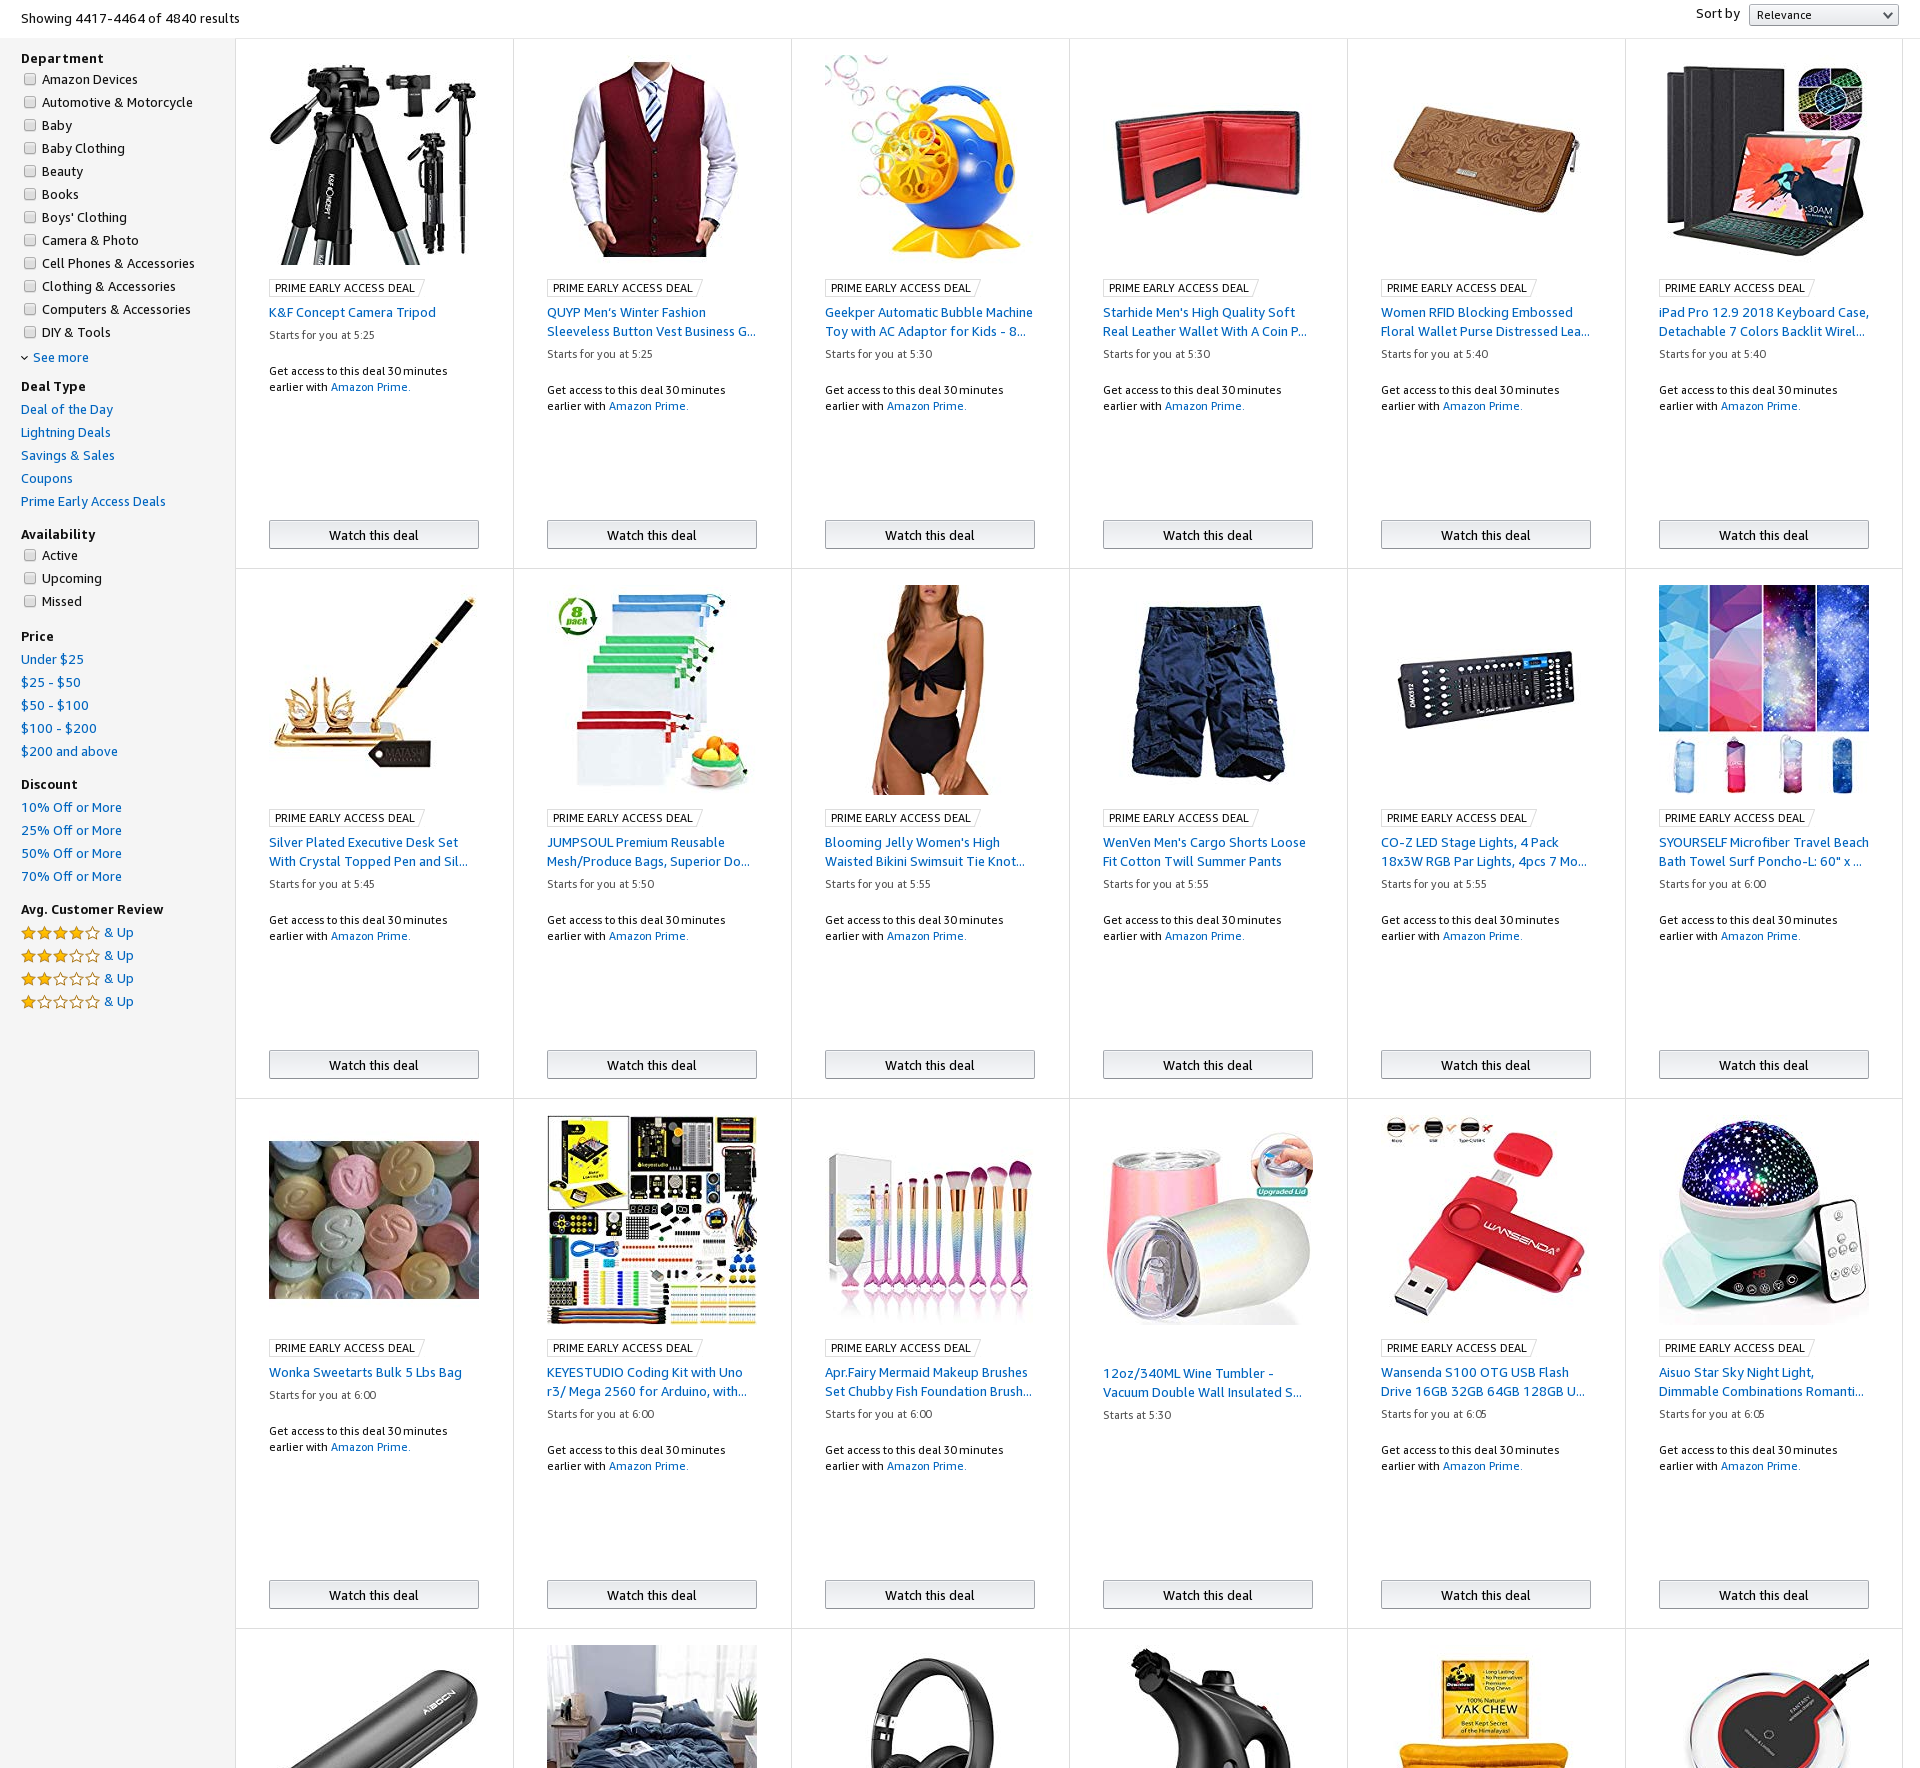 Showing 4417-4464 of 4840 results
Sort by
Relevance
Department
Amazon Devices
Automotive & Motorcycle
Baby
Baby Clothing
Beauty
Books
Boys' Clothing
Camera & Photo
Cell Phones & Accessories
Clothing & Accessories
Computers & Accessories
DIY & Tools
See more
Deal Type
Deal of the Day
Lightning Deals
Savings & Sales
Coupons
Prime Early Access Deals
Availability
Active
Upcoming
Missed
Price
Under $25
$25 - $50
$50 - $100
$100 - $200
$200 and above
Discount
10% Off or More
25% Off or More
50% Off or More
70% Off or More
Avg. Customer Review
& Up
& Up
& Up
& Up
K&F CONCEPT
PRIME EARLY ACCESS DEAL
K&F Concept Camera Tripod
Starts for you at 5:25
Get access to this deal 30 minutes
earlier with Amazon Prime.
Watch this deal
PRIME EARLY ACCESS DEAL
QUYP Men's Winter Fashion
Sleeveless Button Vest Business G...
Starts for you at 5:25
Get access to this deal 30 minutes
earlier with Amazon Prime.
Watch this deal
PRIME EARLY ACCESS DEAL
Geekper Automatic Bubble Machine
Toy with AC Adaptor for Kids - 8...
Starts for you at 5:30
Get access to this deal 30 minutes
earlier with Amazon Prime.
Watch this deal
PRIME EARLY ACCESS DEAL
Starhide Men's High Quality Soft
Real Leather Wallet With A Coin P...
Starts for you at 5:30
Get access to this deal 30 minutes
earlier with Amazon Prime.
Watch this deal
PRIME EARLY ACCESS DEAL
Women RFID Blocking Embossed
Floral Wallet Purse Distressed Lea...
Starts for you at 5:40
Get access to this deal 30 minutes
earlier with Amazon Prime.
Watch this deal
PRIME EARLY ACCESS DEAL
iPad Pro 12.9 2018 Keyboard Case,
Detachable 7 Colors Backlit Wirel...
Starts for you at 5:40
Get access to this deal 30 minutes
earlier with Amazon Prime.
Watch this deal
MATASHI
PRIME EARLY ACCESS DEAL
Silver Plated Executive Desk Set
With Crystal Topped Pen and Sil...
Starts for you at 5:45
Get access to this deal 30 minutes
earlier with Amazon Prime.
Watch this deal
8
pack
PRIME EARLY ACCESS DEAL
JUMPSOUL Premium Reusable
Mesh/Produce Bags, Superior Do...
Starts for you at 5:50
Get access to this deal 30 minutes
earlier with Amazon Prime.
Watch this deal
PRIME EARLY ACCESS DEAL
Blooming Jelly Women's High
Waisted Bikini Swimsuit Tie Knot...
Starts for you at 5:55
Get access to this deal 30 minutes
earlier with Amazon Prime.
Watch this deal
PRIME EARLY ACCESS DEAL
WenVen Men's Cargo Shorts Loose
Fit Cotton Twill Summer Pants
Starts for you at 5:55
Get access to this deal 30 minutes
earlier with Amazon Prime.
Watch this deal
DMX512
PRIME EARLY ACCESS DEAL
CO-Z LED Stage Lights, 4 Pack
18x3W RGB Par Lights, 4pcs 7 Mo...
Starts for you at 5:55
Get access to this deal 30 minutes
earlier with Amazon Prime.
Watch this deal
PRIME EARLY ACCESS DEAL
SYOURSELF Microfiber Travel Beach
Bath Towel Surf Poncho-L: 60" x ...
Starts for you at 6:00
Get access to this deal 30 minutes
earlier with Amazon Prime.
Watch this deal
PRIME EARLY ACCESS DEAL
Wonka Sweetarts Bulk 5 Lbs Bag
Starts for you at 6:00
Get access to this deal 30 minutes
earlier with Amazon Prime.
Watch this deal
keyestudio
PRIME EARLY ACCESS DEAL
KEYESTUDIO Coding Kit with Uno
r3/ Mega 2560 for Arduino, with...
Starts for you at 6:00
Get access to this deal 30 minutes
earlier with Amazon Prime.
Watch this deal
PRIME EARLY ACCESS DEAL
Apr.Fairy Mermaid Makeup Brushes
Set Chubby Fish Foundation Brush...
Starts for you at 6:00
Get access to this deal 30 minutes
earlier with Amazon Prime.
Watch this deal
Upgraded Lid
12oz/340ML Wine Tumbler -
Vacuum Double Wall Insulated S...
Starts at 5:30
Watch this deal
Micro
USB
Type-C/USB-C
WANSENDA
PRIME EARLY ACCESS DEAL
Wansenda S100 OTG USB Flash
Drive 16GB 32GB 64GB 128GB U...
Starts for you at 6:05
Get access to this deal 30 minutes
earlier with Amazon Prime.
Watch this deal
PRIME EARLY ACCESS DEAL
Aisuo Star Sky Night Light,
Dimmable Combinations Romanti...
Starts for you at 6:05
Get access to this deal 30 minutes
earlier with Amazon Prime.
Watch this deal
AIBOCN
Long Lasting
No Preservatives
Premium
Dog Chews
100% Natural
YAK CHEW
Best Kept Secret
of the Himalayas!
FANTASY